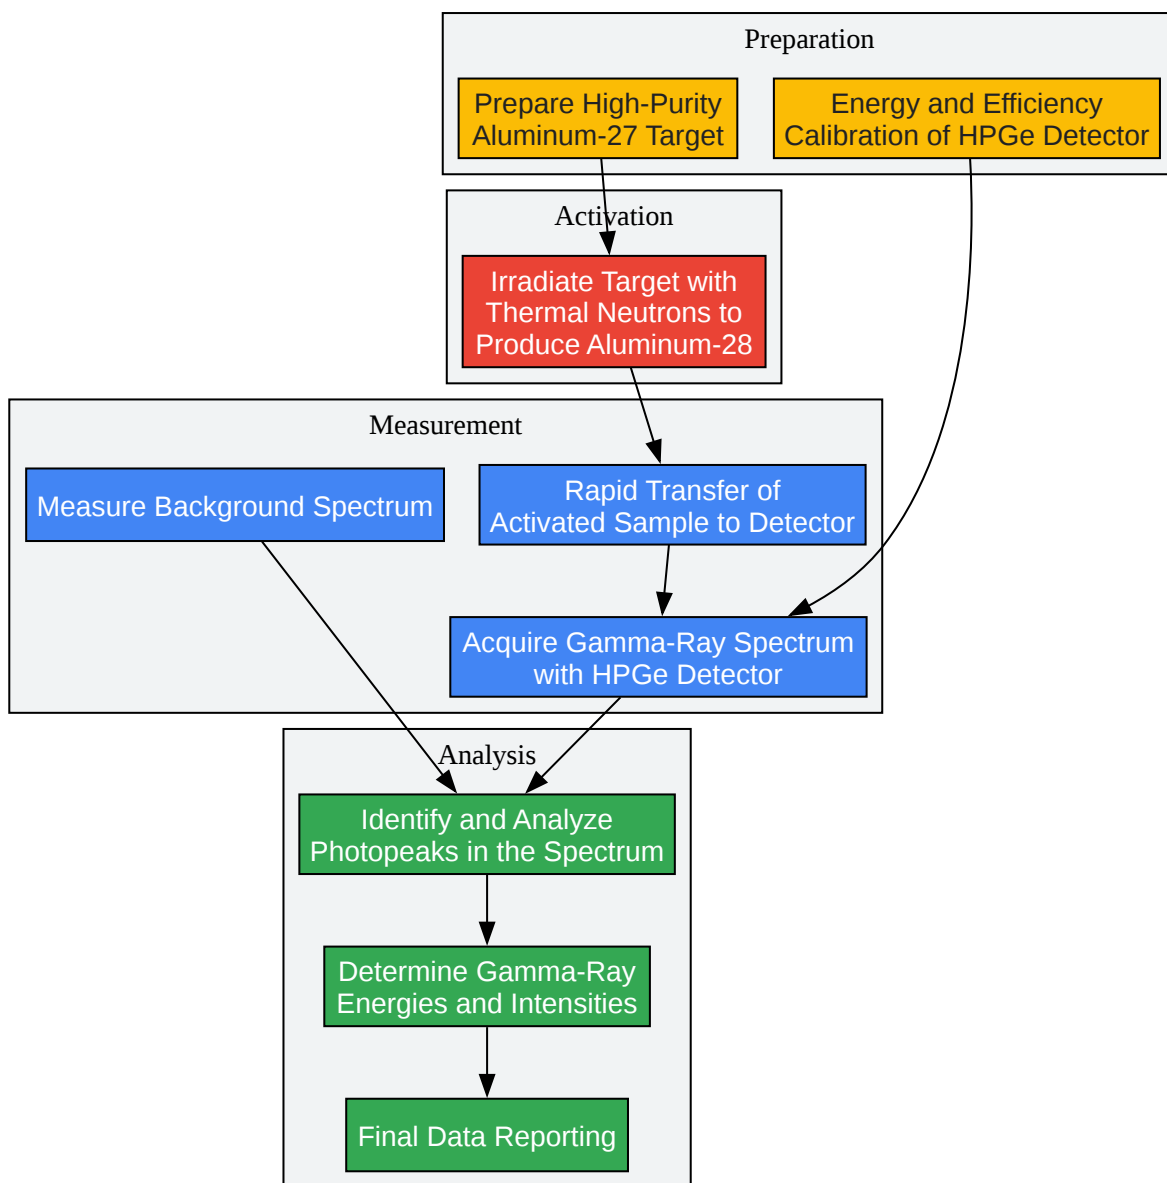 Preparation
Prepare High-Purity
Aluminum-27 Target
Energy and Efficiency
Calibration of HPGe Detector
Activation
Irradiate Target with
Thermal Neutrons to
Produce Aluminum-28
Measurement
Measure Background Spectrum
Rapid Transfer of
Activated Sample to Detector
Acquire Gamma-Ray Spectrum
with HPGe Detector
Analysis
Identify and Analyze
Photopeaks in the Spectrum
Determine Gamma-Ray
Energies and Intensities
Final Data Reporting